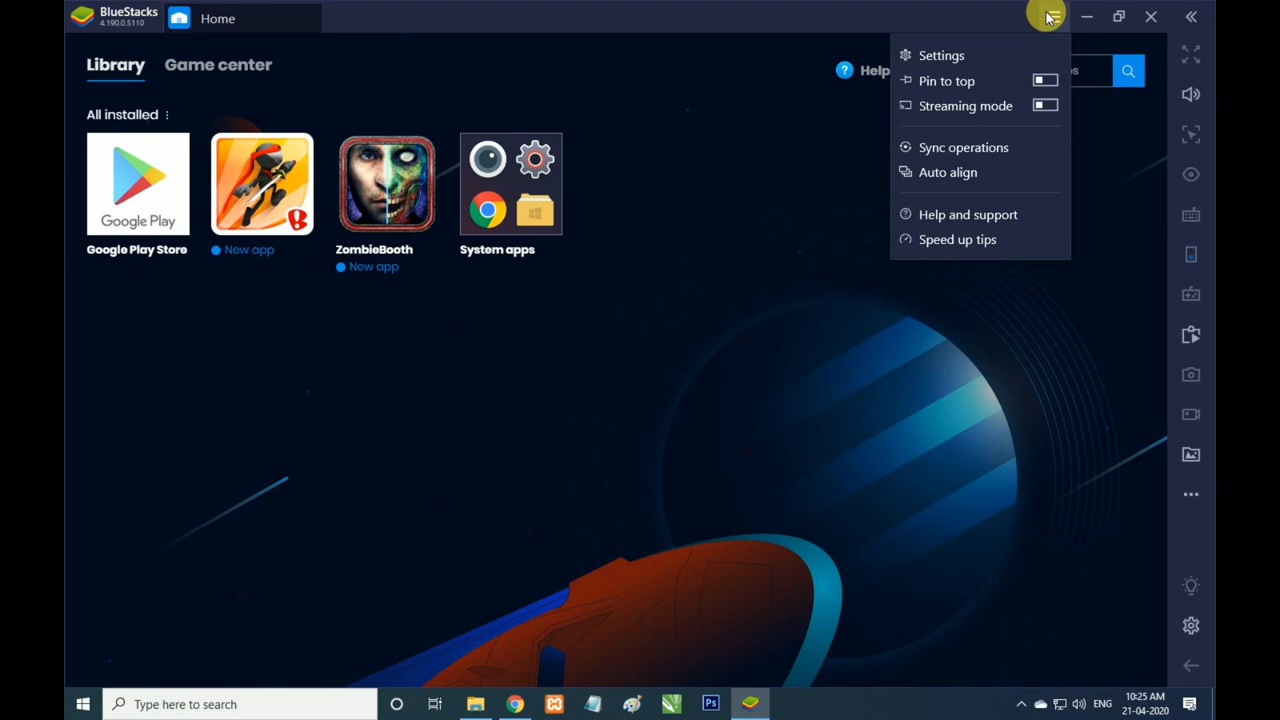 BlueStacks
4.190.0.5110
Home
Library
Game center
Help
s
All installed
Google Play
Google Play Store
New app
ZombieBooth
New app
System apps
Settings
Pin to top
Streaming mode
Sync operations
Auto align
Help and support
Speed up tips
Type here to search
Ps
ENG
10:25 AM
21-04-2020